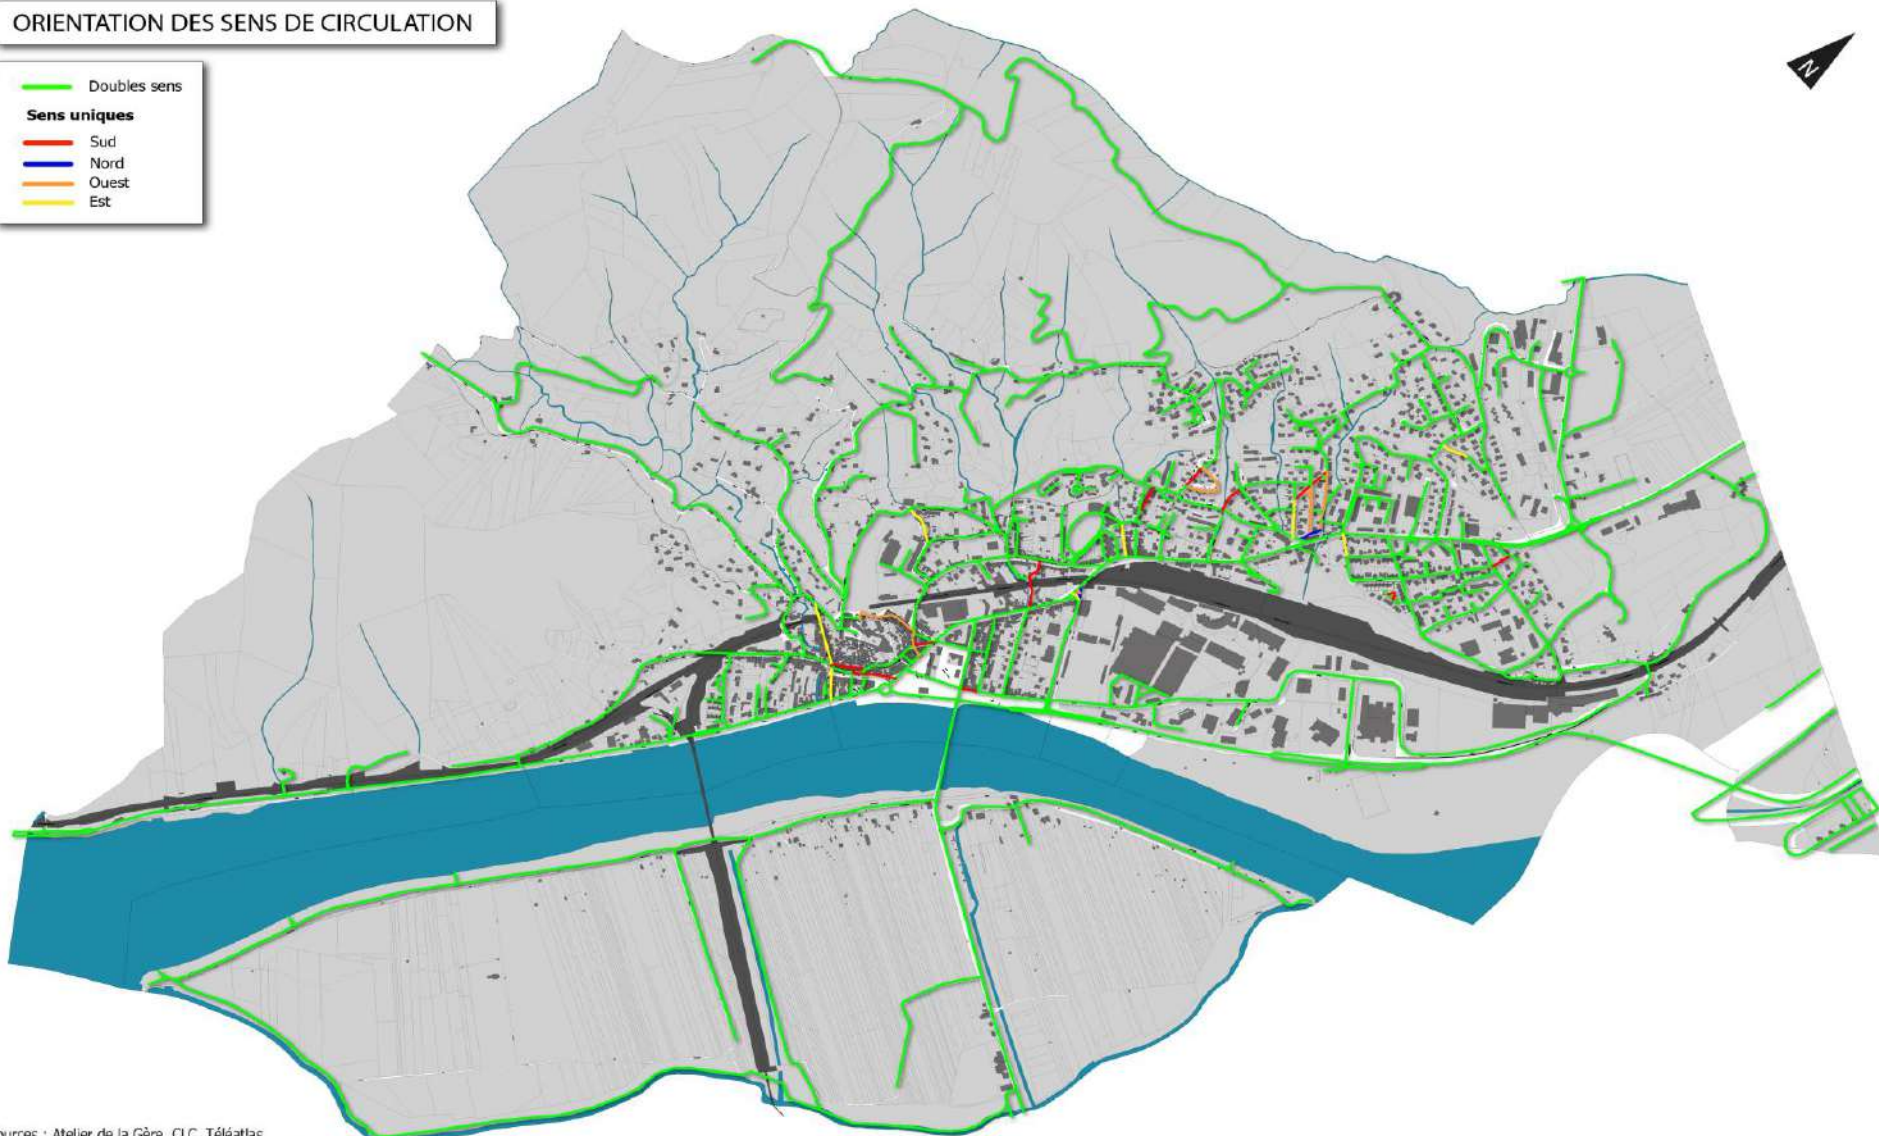 ORIENTATION DES SENS DE CIRCULATION
Doubles sens
Sens uniques
Sud
Nord
Ouest
Est
N
ources : Atelier de la Gère, CLC, Téléatlas